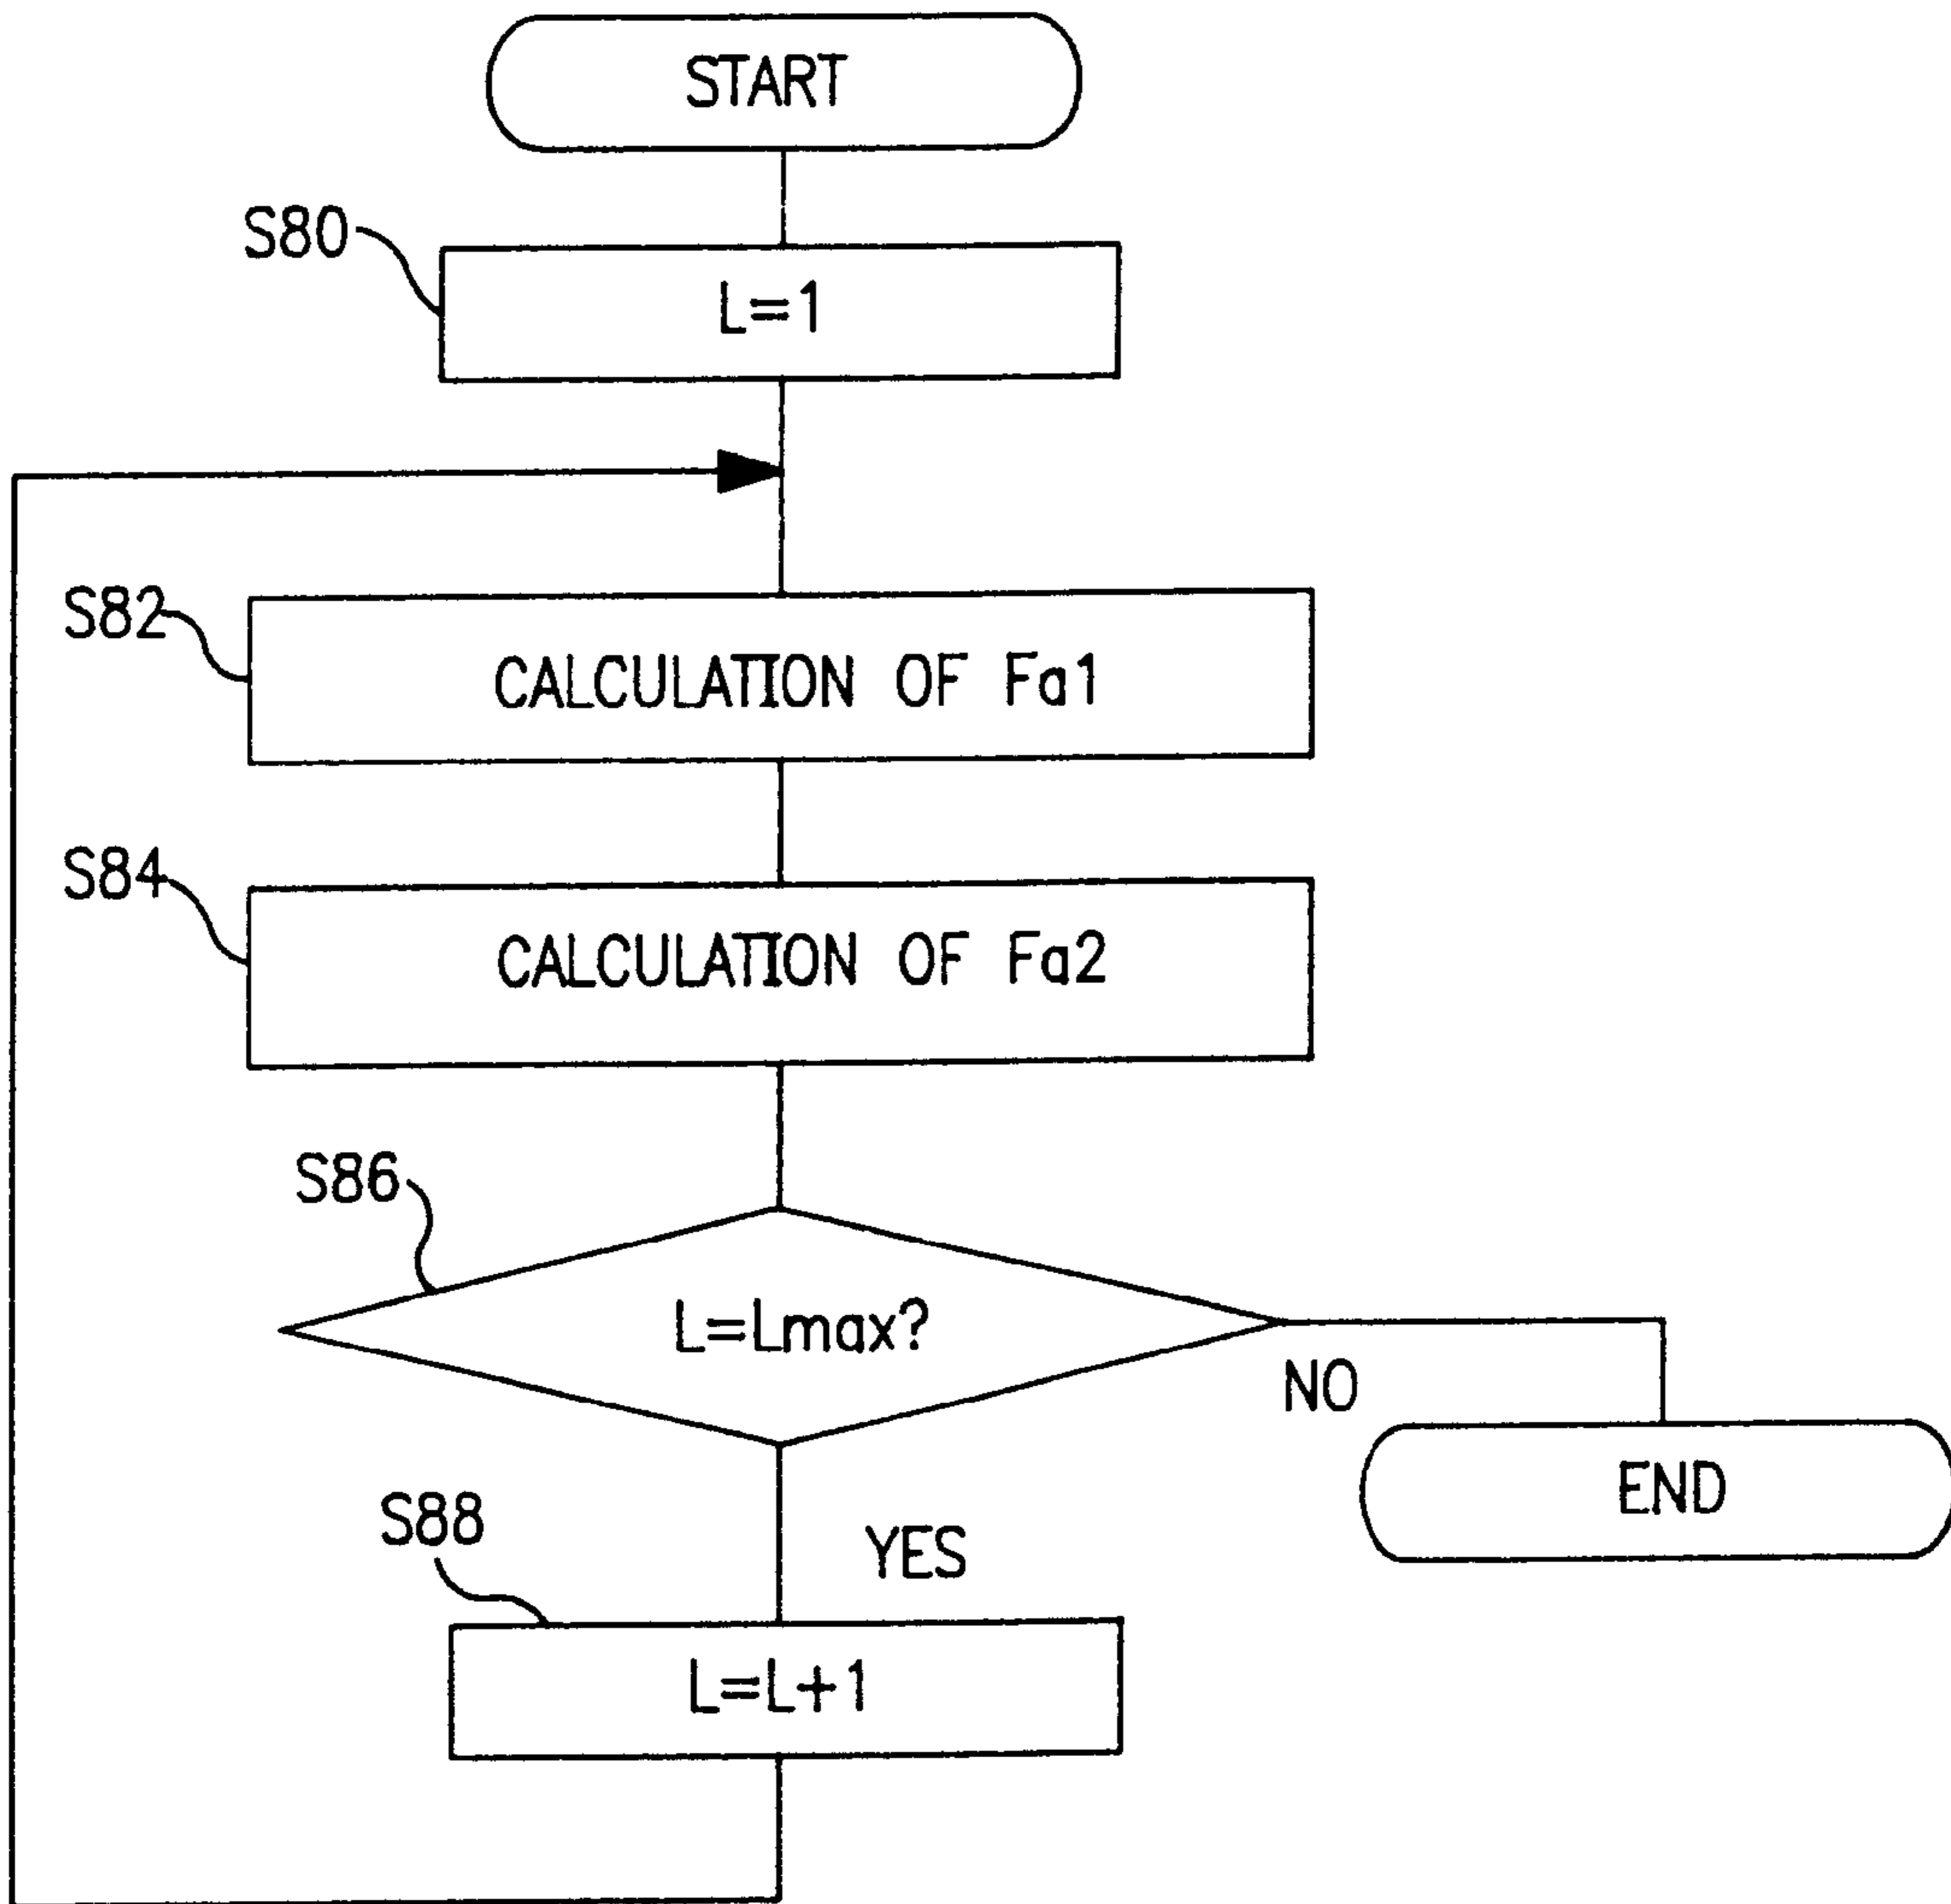 START
S80
L=1
S82
CALCULATION OF Fa1
S84
CALCULATION OF Fa2
S86
L=Lmax?
NO
END
S88
YES
L=L+1